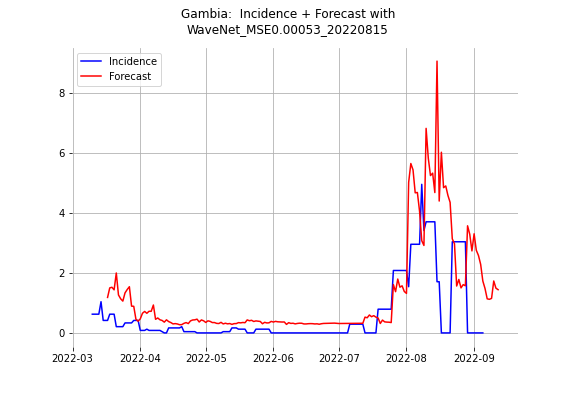 Gambia:  Incidence + Forecast with
WaveNet_MSE0.00053_20220815
Incidence
Forecast
8
6
4
2
0
2022-03 2022-04 2022-05 2022-06 2022-07 2022-08 2022-09